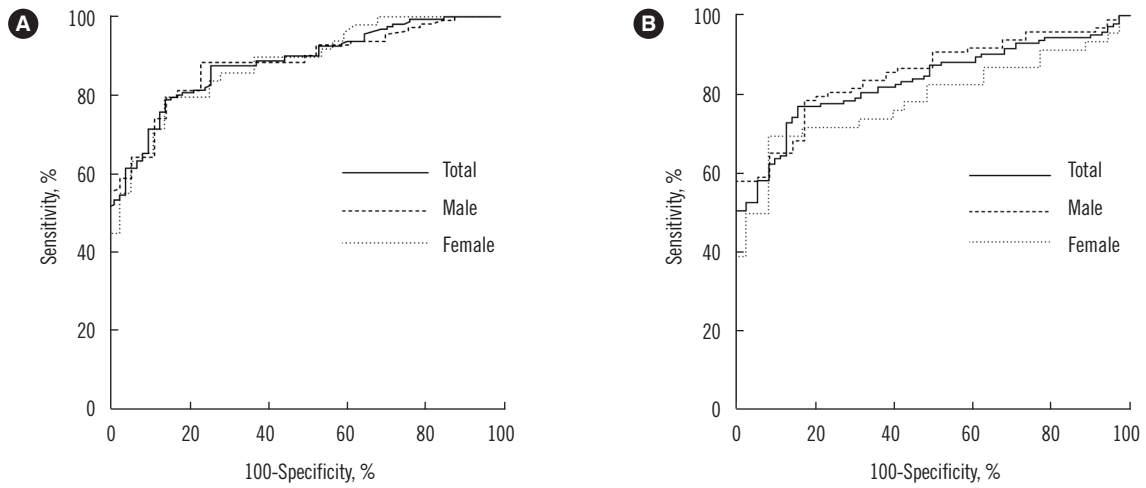 A
100
80
60
40
20
0
Sensitivity, %
Total
Male
Female
0 20 40 60 80 100
100-Specificity, %
B
100
80
60
40
20
0
Sensitivity, %
Total
Male
Female
0 20 40 60 80 100
100-Specificity, %